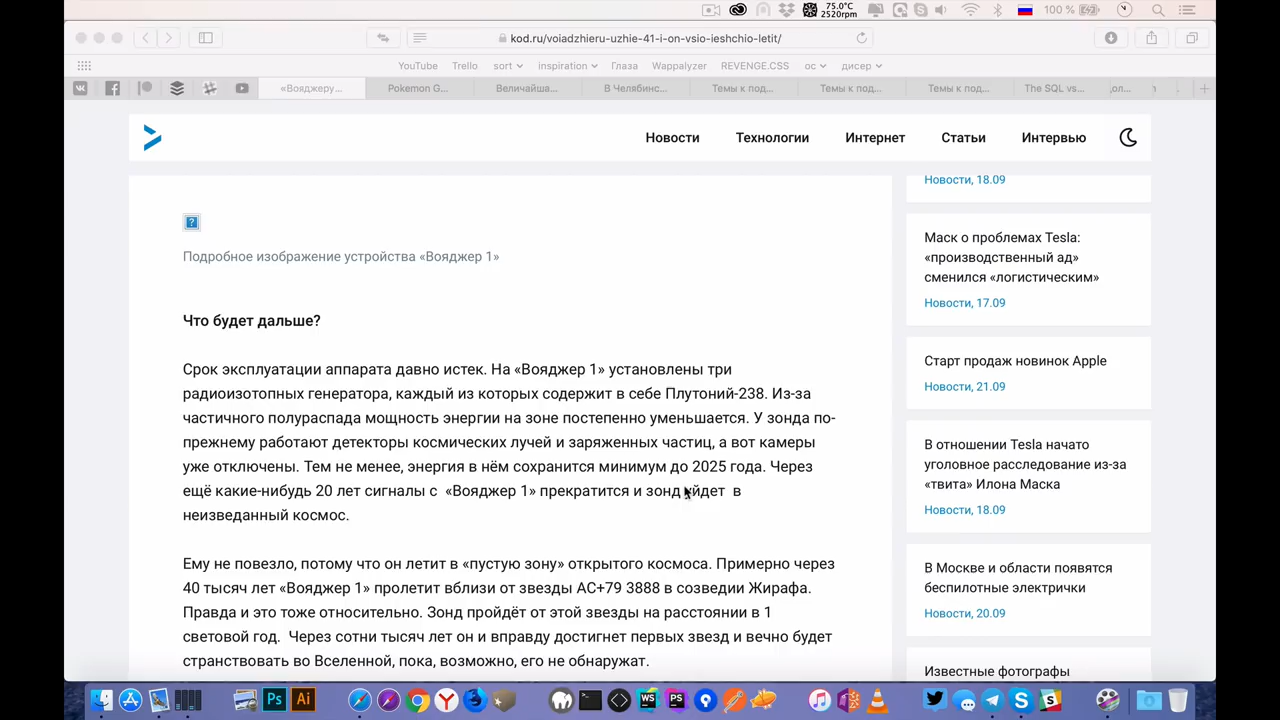 75.0°C
2520rpm
100 %
kod.ru/voiadzhieru-uzhie-41-i-on-vsio-ieshchio-letit/
YouTube Trello sort inspiration Глаза Wappalyzer REVENGE.CSS ос дисер
«Вояджеру... Pokemon G... Величайша... В Челябинс... Темы к под... Темы к под... Темы к под... The SQL vs...
Новости Технологии Интернет Статьи Интервью
Подробное изображение устройства «Вояджер 1»
Что будет дальше?
Срок эксплуатации аппарата давно истек. На «Вояджер 1» установлены три
радиоизотопных генератора, каждый из которых содержит в себе Плутоний-238. Из-за
частичного полураспада мощность энергии на зоне постепенно уменьшается. У зонда по-
прежнему работают детекторы космических лучей и заряженных частиц, а вот камеры
уже отключены. Тем не менее, энергия в нём сохранится минимум до 2025 года. Через
ещё какие-нибудь 20 лет сигналы с «Вояджер 1» прекратится и зонд уйдет в
неизведанный космос.
Ему не повезло, потому что он летит в «пустую зону» открытого космоса. Примерно через
40 тысяч лет «Вояджер 1» пролетит вблизи от звезды АС+79 3888 в созведии Жирафа.
Правда и это тоже относительно. Зонд пройдёт от этой звезды на расстоянии в 1
световой год. Через сотни тысяч лет он и вправду достигнет первых звезд и вечно будет
странствовать во Вселенной, пока, возможно, его не обнаружат.
Новости, 18.09
Маск о проблемах Tesla:
«производственный ад»
сменился «логистическим»
Новости, 17.09
Старт продаж новинок Apple
Новости, 21.09
В отношении Tesla начато
уголовное расследование из-за
«твита» Илона Маска
Новости, 18.09
В Москве и области появятся
беспилотные электрички
Новости, 20.09
Известные фотографы
Ps Ai WS PS